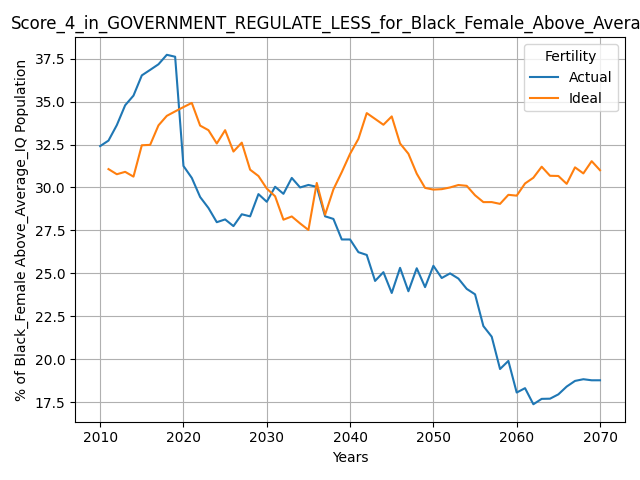 Score_4_in_GOVERNMENT_REGULATE_LESS_for_Black_Female_Above_Avera
% of Black_Female Above_Average_IQ Population
37.5
35.0
32.5
30.0
27.5
25.0
22.5
20.0
17.5
Fertility
Actual
Ideal
2010 2020 2030 2040 2050 2060 2070
Years